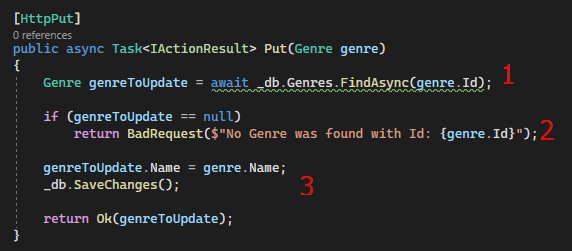 [HttpPut]
0 references
public async Task<IActionResult> Put(Genre genre)
{
Genre genreToUpdate = await _db.Genres.FindAsync(genre.Id); 1
if (genreToUpdate == null)
return BadRequest($"No Genre was found with Id: {genre.Id}"); 2
genreToUpdate.Name = genre.Name;
_db.SaveChanges(); 3
return Ok(genreToUpdate);
}